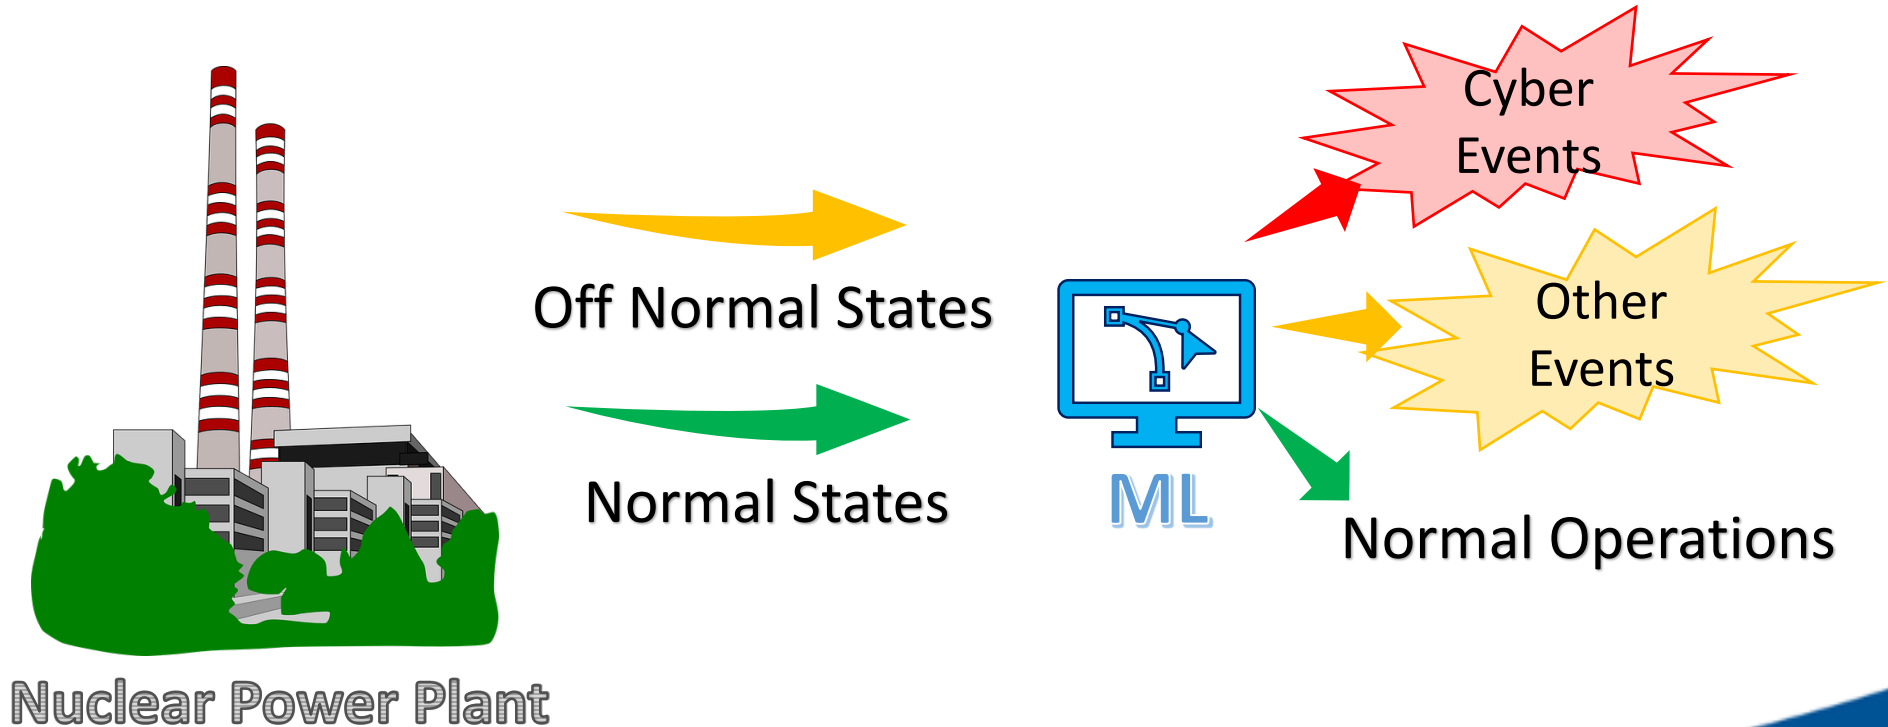 Cyber
Events
Off Normal States
Other
Events
Normal States
ML
Normal Operations
Nuclear Power Plant